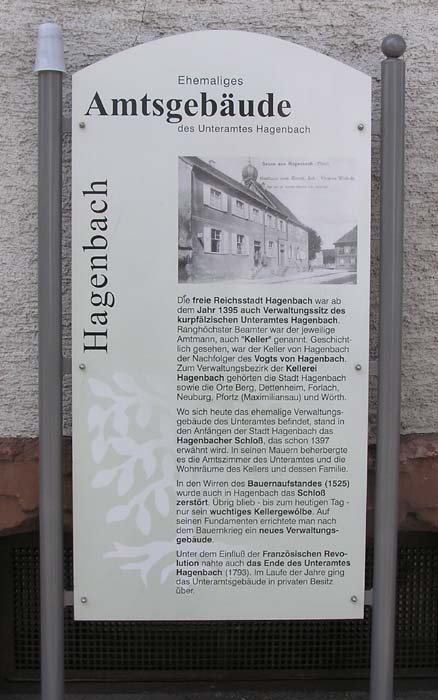 Ehemaliges
Amtsgebäude
des Unteramtes Hagenbach
Hagenbach
Gruss aus Hagenbach (Pfalz)
Die freie Reichsstadt Hagenbach war ab
dem Jahr 1395 auch Verwaltungssitz des
kurpfälzischen Unteramtes Hagenbach.
Ranghöchster Beamter war der jeweilige
Amtmann, auch "Keller" genannt. Geschicht-
lich gesehen, war der Keller von Hagenbach
der Nachfolger des Vogts von Hagenbach.
Zum Verwaltungsbezirk der Kellerei
Hagenbach gehörten die Stadt Hagenbach
sowie die Orte Berg, Dettenheim, Forlach,
Neuburg, Pfortz (Maximiliansau) und Wörth.
Wo sich heute das ehemalige Verwaltungs-
gebäude des Unteramtes befindet, stand in
den Anfängen der Stadt Hagenbach das
Hagenbacher Schloß, das schon 1397
erwähnt wird. In seinen Mauern beherbergte
es die Amtszimmer des Unteramtes und die
Wohnräume des Kellers und dessen Familie.
In den Wirren des Bauernaufstandes (1525)
wurde auch in Hagenbach das Schloß
zerstört. Übrig blieb - bis zum heutigen Tag -
nur sein wuchtiges Kellergewölbe. Auf
seinen Fundamenten errichtete man nach
dem Bauernkrieg ein neues Verwaltungs-
gebäude.
Unter dem Einfluß der Französischen Revo-
lution nahte auch das Ende des Unteramtes
Hagenbach (1793). Im Laufe der Jahre ging
das Unteramtsgebäude in privaten Besitz
über.